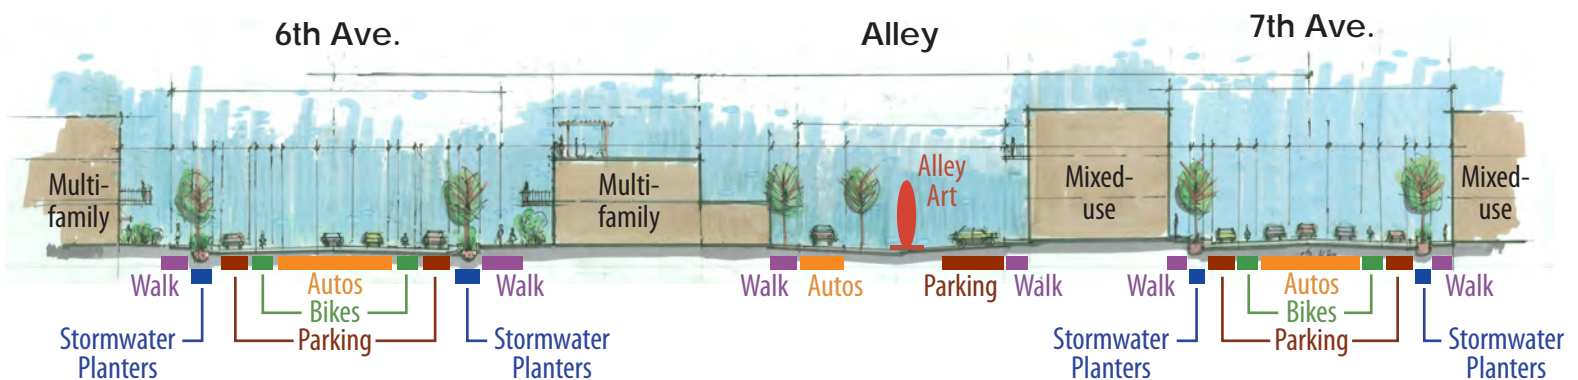 6th Ave.
Alley
7th Ave.
Multi-
family
Multi-
family
Alley
Art
Mixed-
use
Mixed-
use
Walk
Autos
Walk
Bikes
Stormwater
Planters
Parking
Stormwater
Planters
Walk
Autos
Parking
Walk
Walk
Autos
Walk
Bikes
Stormwater
Planters
Parking
Stormwater
Planters